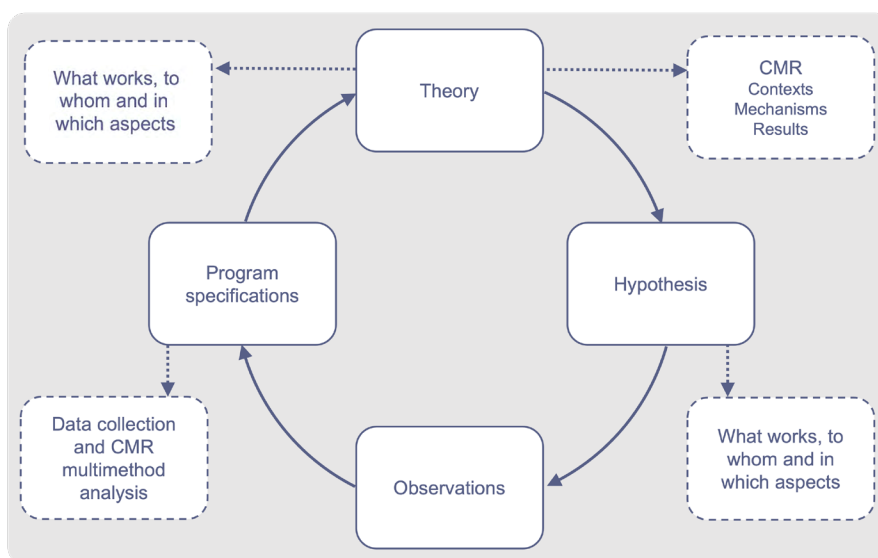 What works, to
whom and in
which aspects
Theory
CMR
Contexts
Mechanisms
Results
Program
specifications
Hypothesis
Data collection
and CMR
multimethod
analysis
Observations
What works, to
whom and in
which aspects